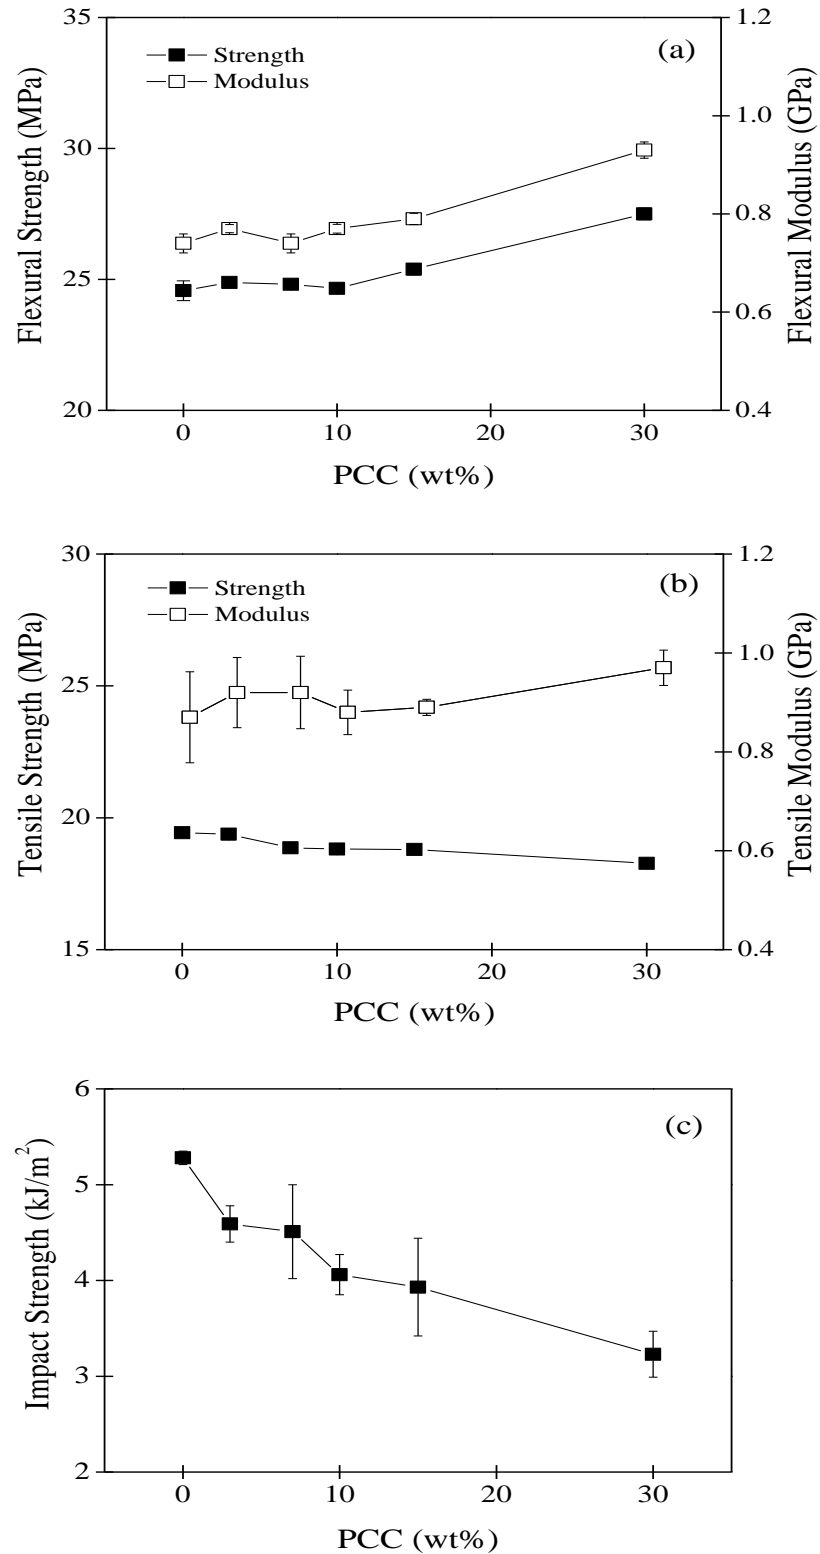 35
30
25
20
Flexural Strength (MPa)
Strength
Modulus
(a)
1.2
1.0
0.8
0.6
0.4
Flexural Modulus (GPa)
0 10 20 30
PCC (wt%)
30
25
20
15
Tensile Strength (MPa)
Strength
Modulus
(b)
1.2
1.0
0.8
0.6
0.4
Tensile Modulus (GPa)
0 10 20 30
PCC (wt%)
6
5
4
3
2
Impact Strength (kJ/m²)
(c)
0 10 20 30
PCC (wt%)